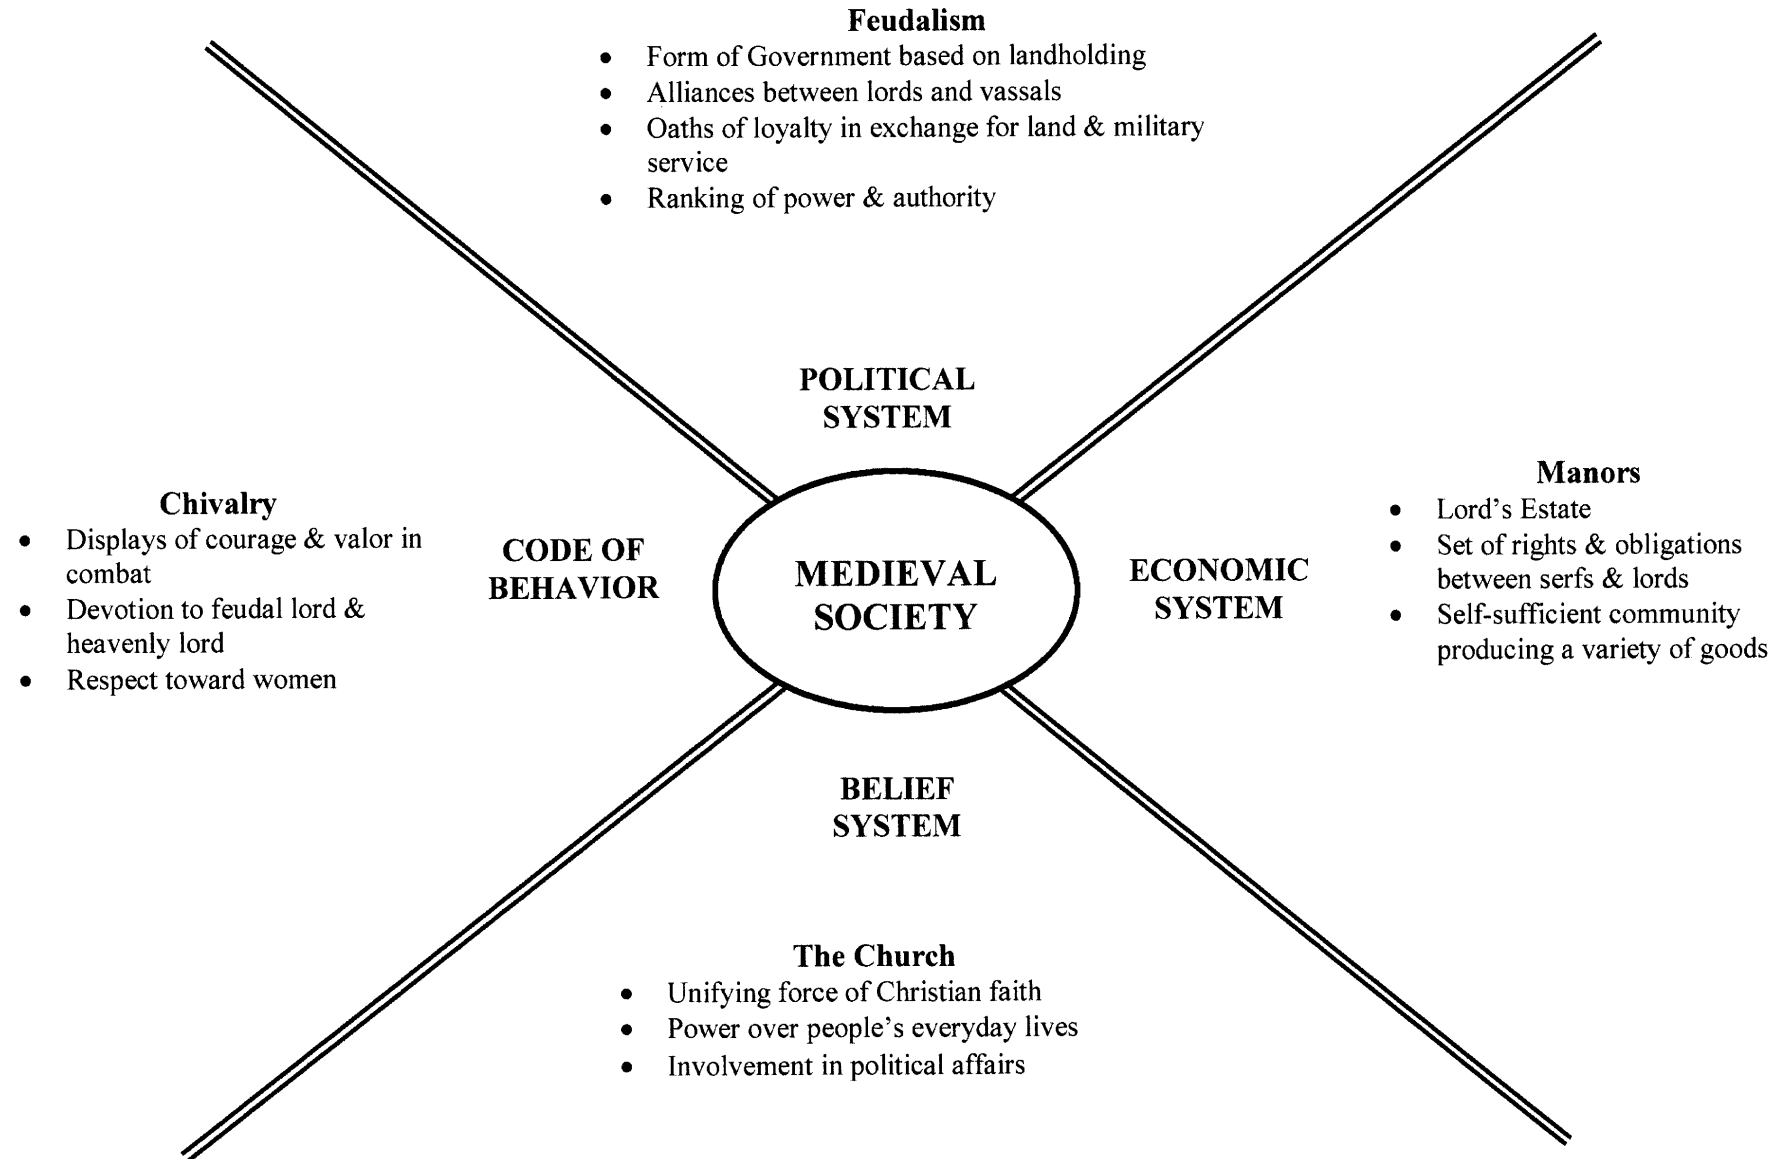 Feudalism
• Form of Government based on landholding
• Alliances between lords and vassals
• Oaths of loyalty in exchange for land & military
service
• Ranking of power & authority
POLITICAL
SYSTEM
Chivalry
• Displays of courage & valor in
combat
• Devotion to feudal lord &
heavenly lord
• Respect toward women
CODE OF
BEHAVIOR
MEDIEVAL
SOCIETY
ECONOMIC
SYSTEM
Manors
• Lord's Estate
• Set of rights & obligations
between serfs & lords
• Self-sufficient community
producing a variety of goods
BELIEF
SYSTEM
The Church
• Unifying force of Christian faith
• Power over people's everyday lives
• Involvement in political affairs